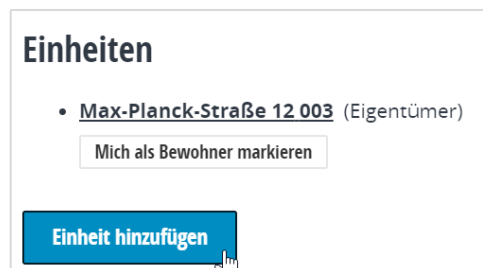 Einheiten
Max-Planck-Straße 12 003 (Eigentümer)
Mich als Bewohner markieren
Einheit hinzufügen